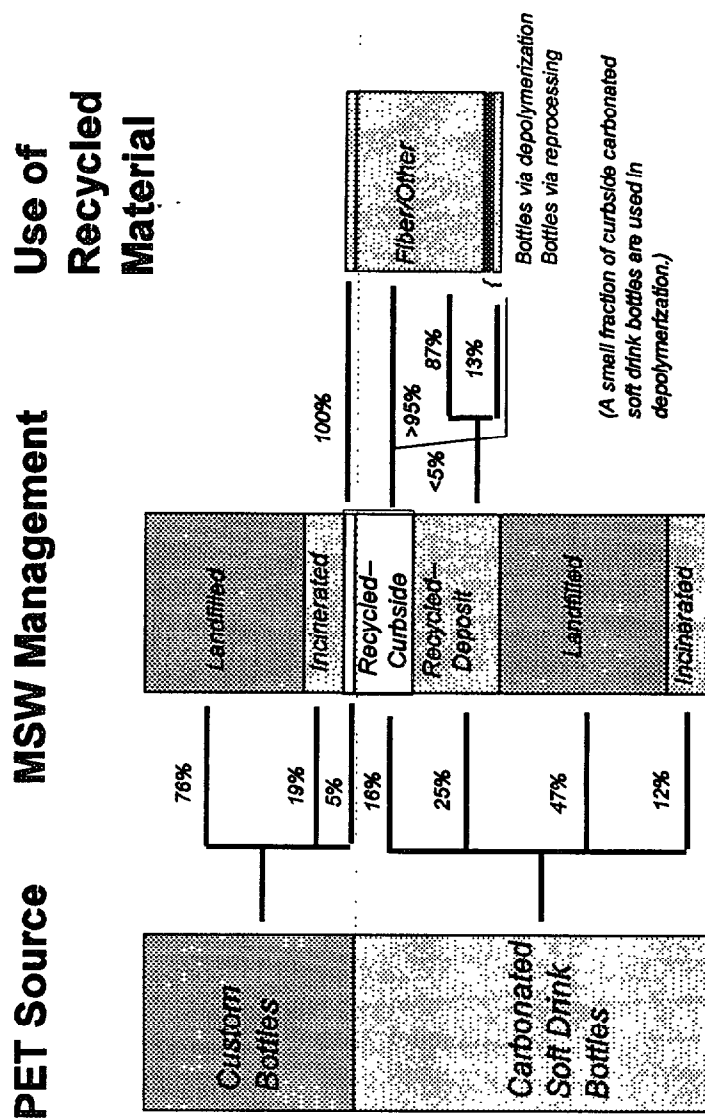 PET Source
MSW Management
Use of
Recycled
Material
Custom
Bottles
Carbonated
Soft Drink
Bottles
76%
19%
5%
16%
25%
47%
12%
Landfilled
Incinerated
Recycled–
Curbside
Recycled–
Deposit
Landfilled
Incinerated
100%
>95%
<5%
87%
13%
Fiber/Other
{
Bottles via depolymerization
Bottles via reprocessing
(A small fraction of curbside carbonated
soft drink bottles are used in
depolymerization.)